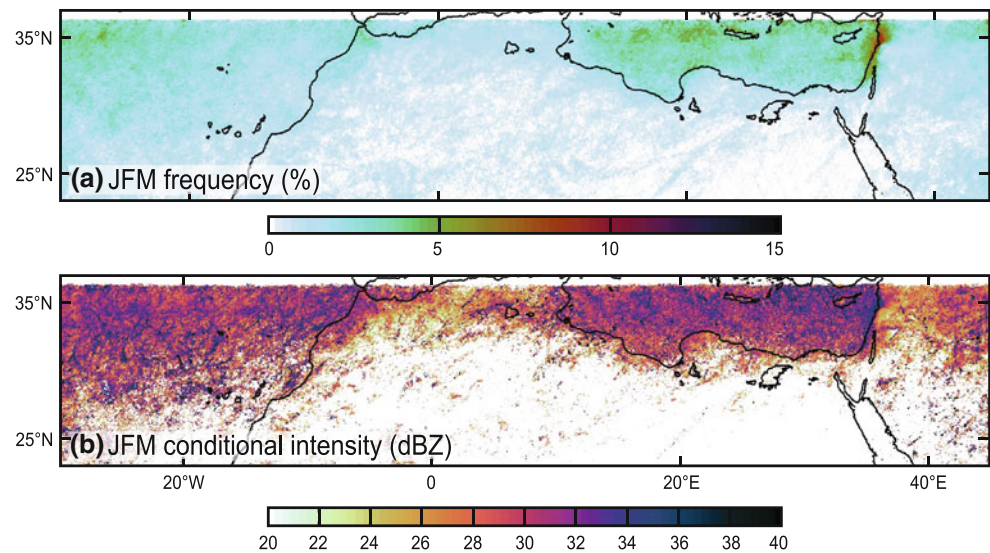 35°N
25°N
(a) JFM frequency (%)
0 5 10 15
35°N
25°N
(b) JFM conditional intensity (dBZ)
20°W 0 20°E 40°E
20 22 24 26 28 30 32 34 36 38 40